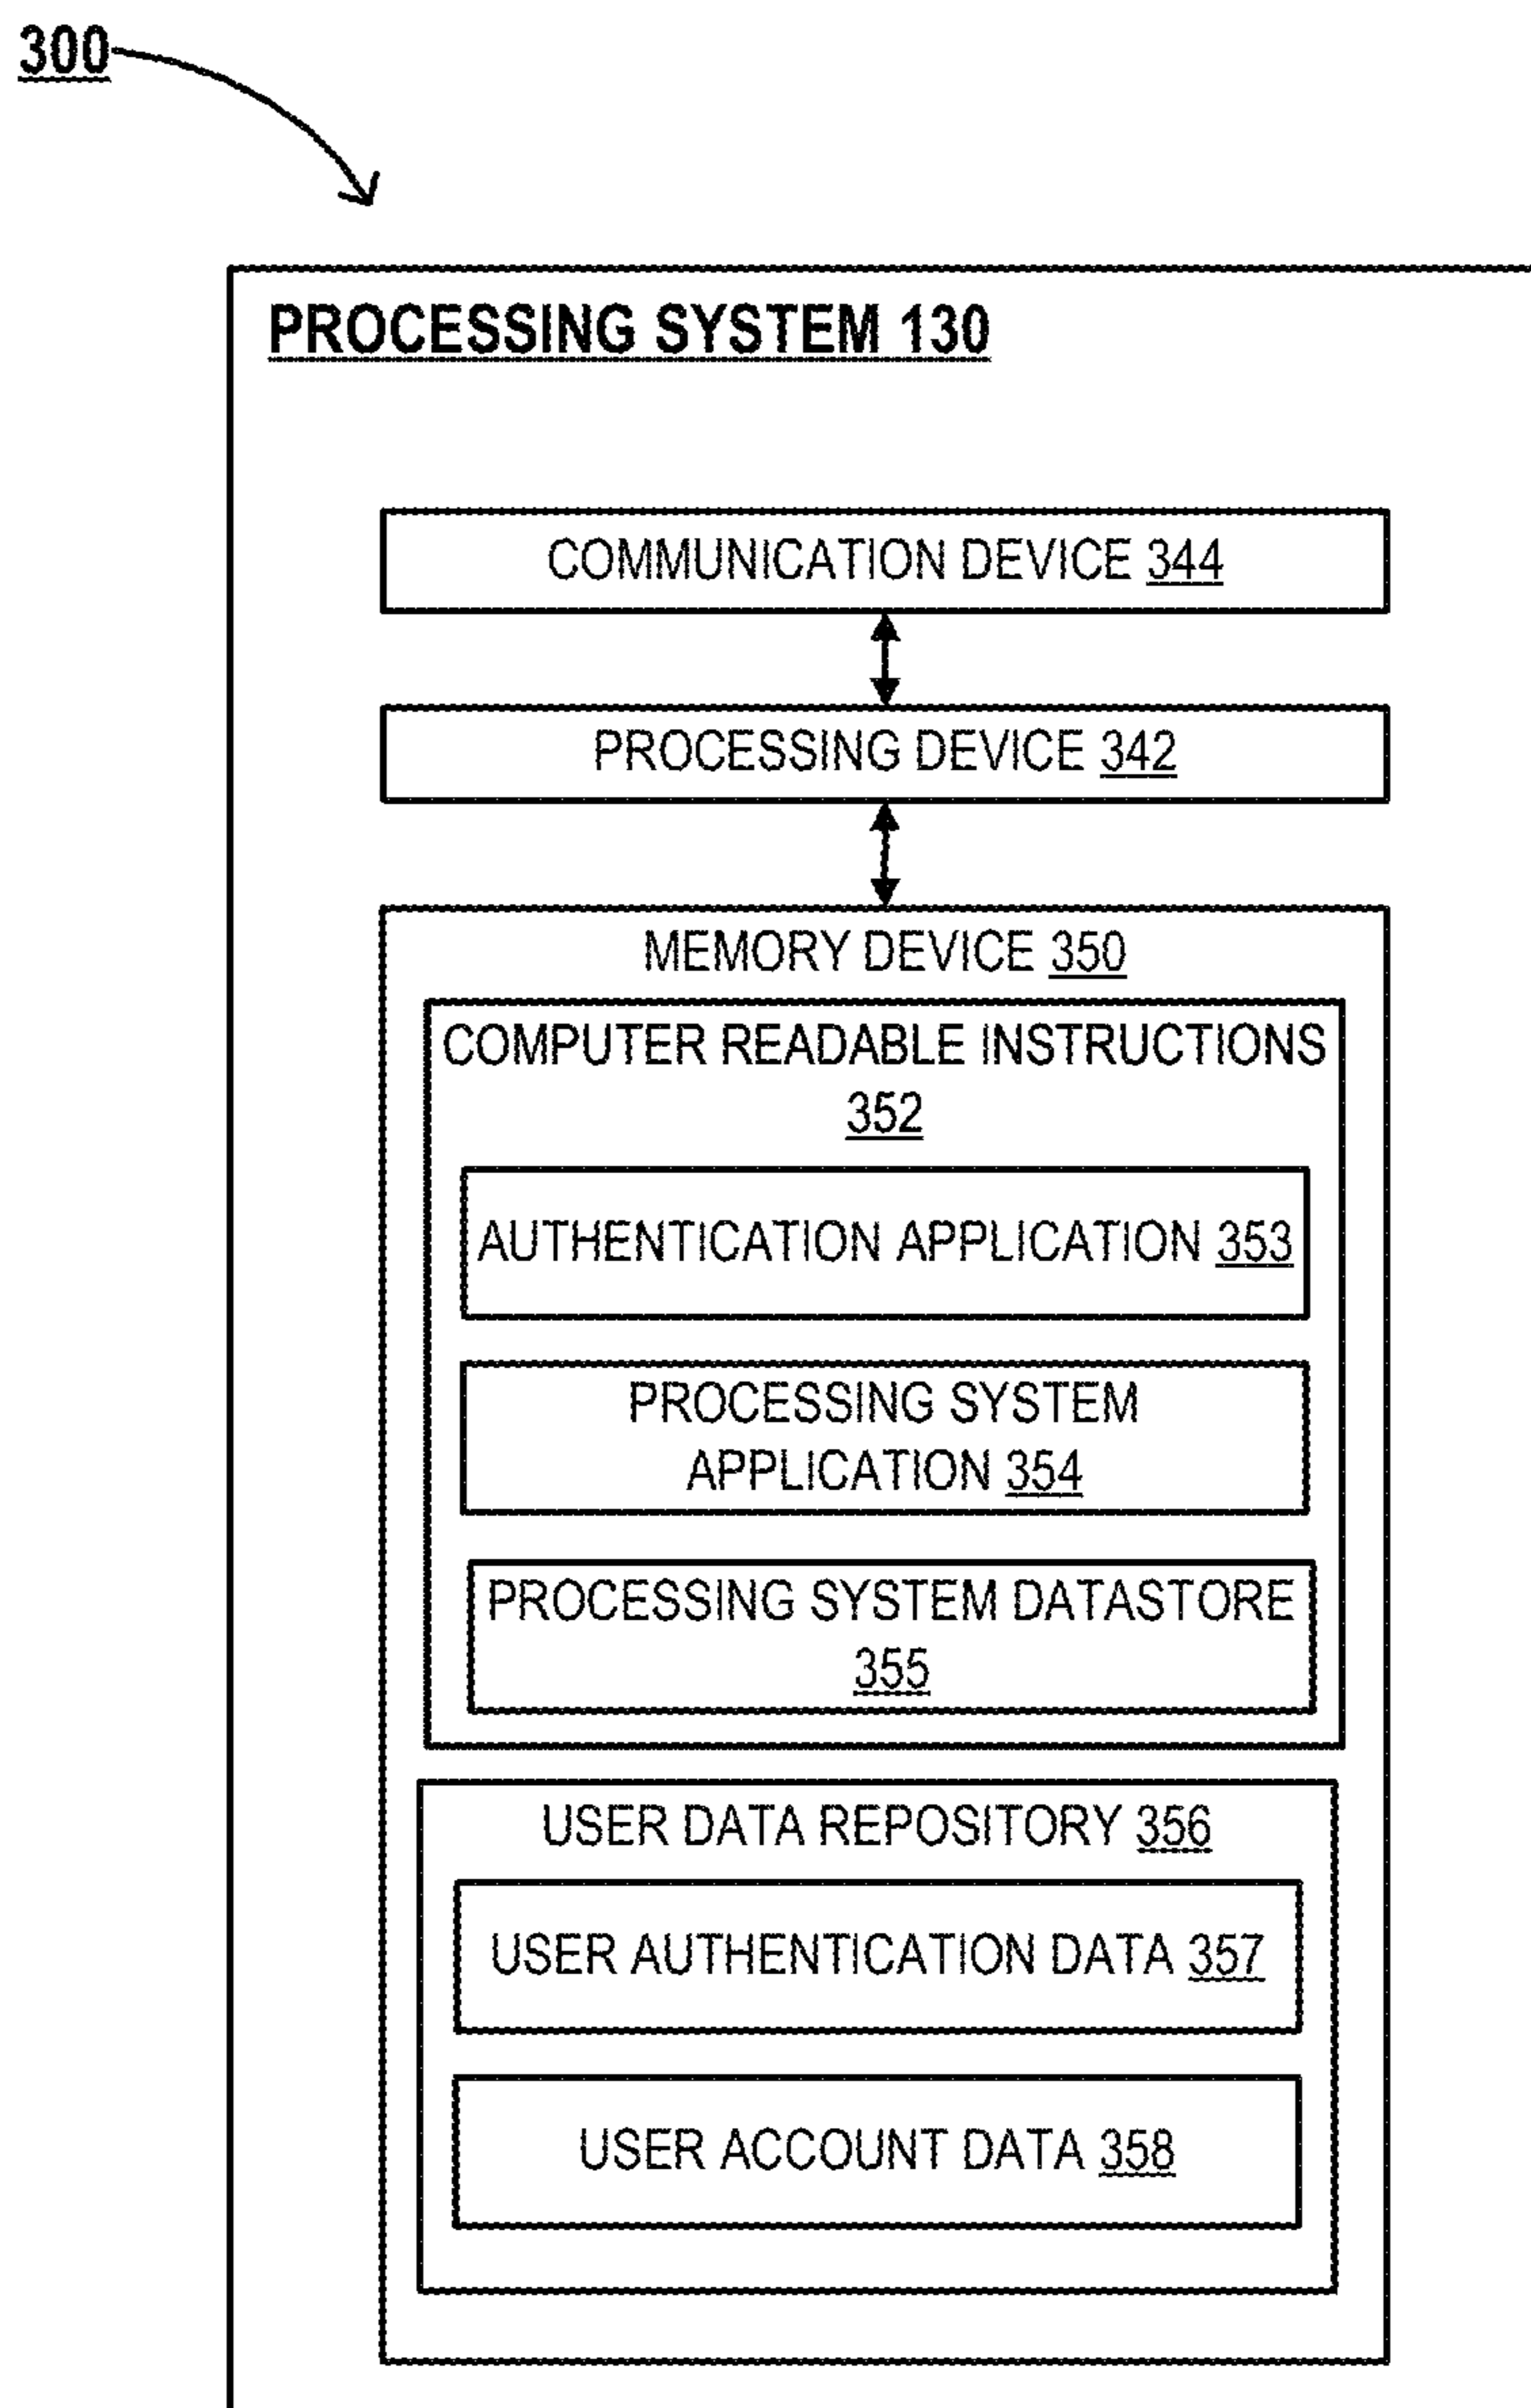 300
PROCESSING SYSTEM 130
COMMUNICATION DEVICE 344
PROCESSING DEVICE 342
MEMORY DEVICE 350
COMPUTER READABLE INSTRUCTIONS
352
AUTHENTICATION APPLICATION 353
PROCESSING SYSTEM
APPLICATION 354
PROCESSING SYSTEM DATASTORE
355
USER DATA REPOSITORY 356
USER AUTHENTICATION DATA 357
USER ACCOUNT DATA 358